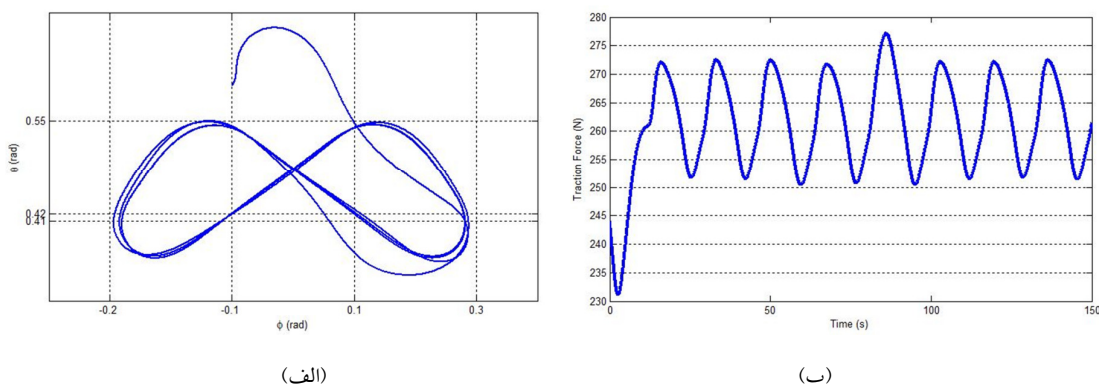 0.55
0.42
0.41
θ (rad)
-0.2 -0.1 0.1 0.3
φ (rad)
(الف)
280
275
270
265
260
255
250
245
240
235
230
Traction Force (N)
0 50 100 150
Time (s)
(ب)